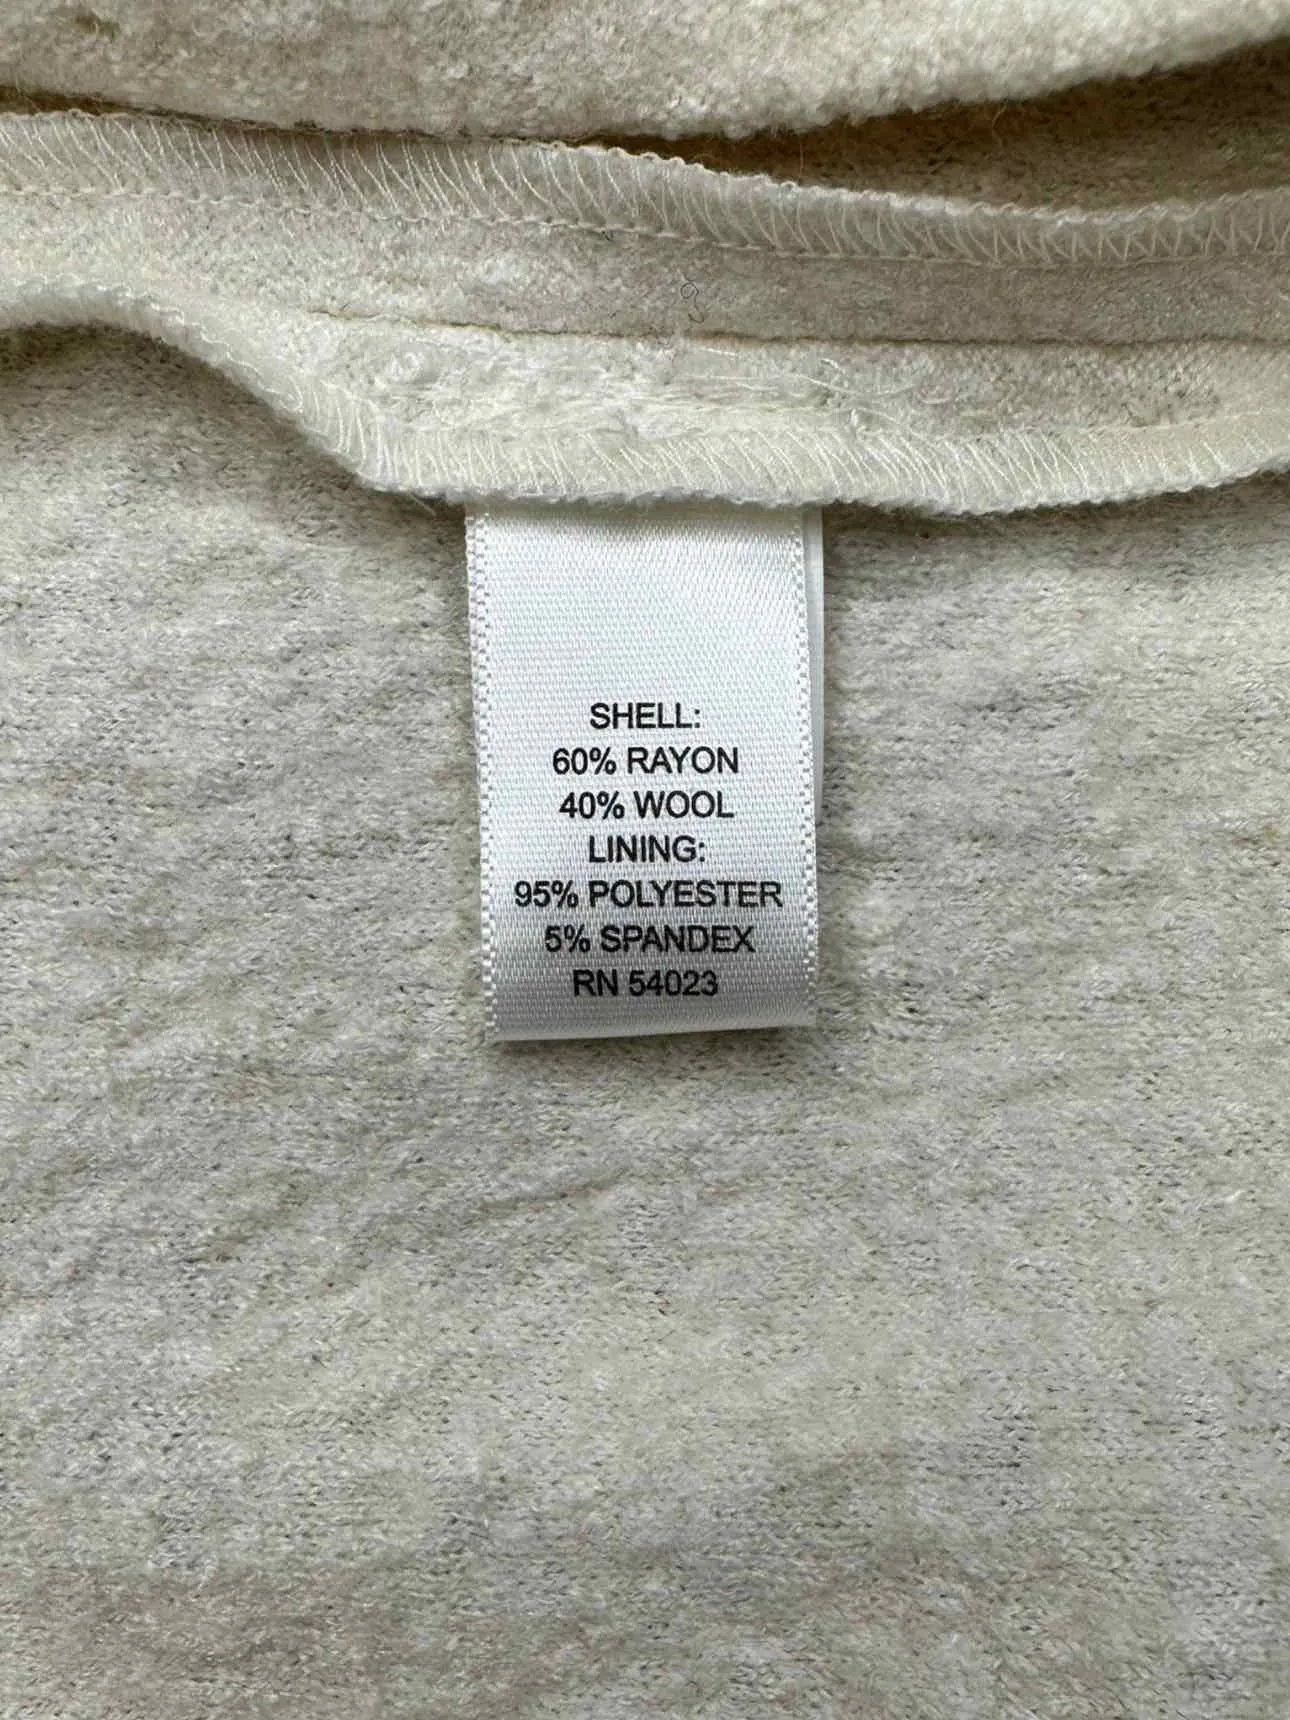 SHELL:
60% RAYON
40% WOOL
LINING:
95% POLYESTER
5% SPANDEX
RN 54023